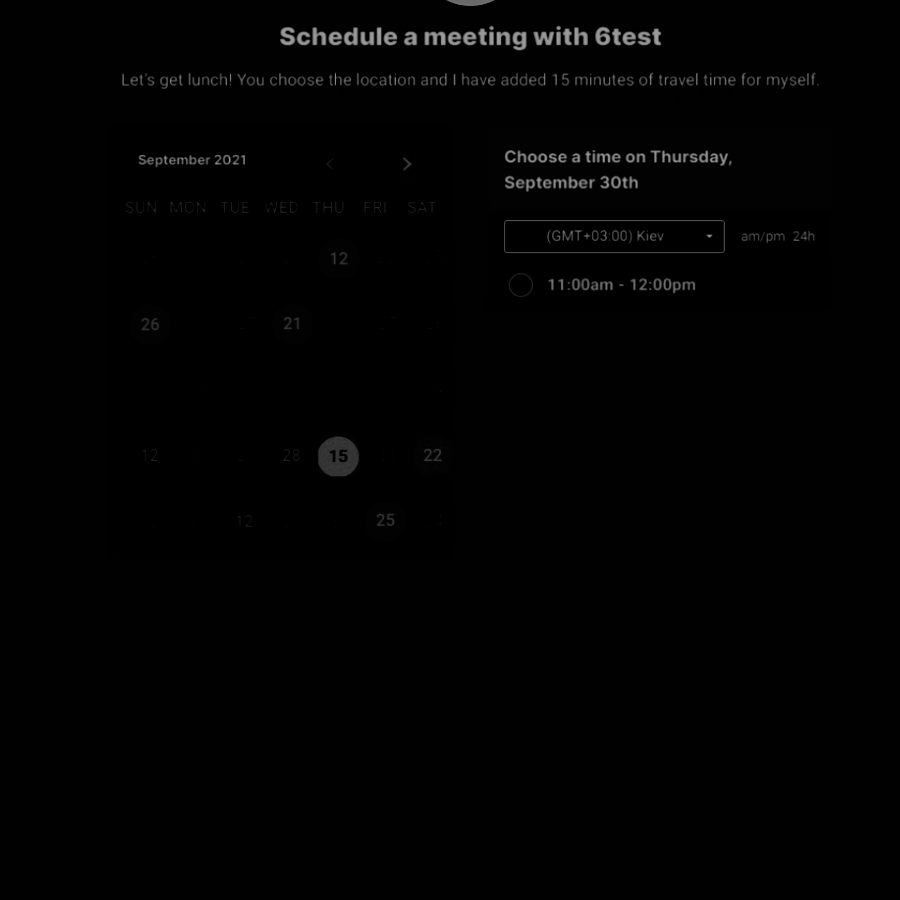 Schedule a meeting with 6test
Let's get lunch! You choose the location and I have added 15 minutes of travel time for myself.
September 2021
SUN MON TUE WED THU FRI SAT
12
26 21
12 28 15 22
12 25
Choose a time on Thursday,
September 30th
(GMT+03:00) Kiev am/pm 24h
11:00am - 12:00pm